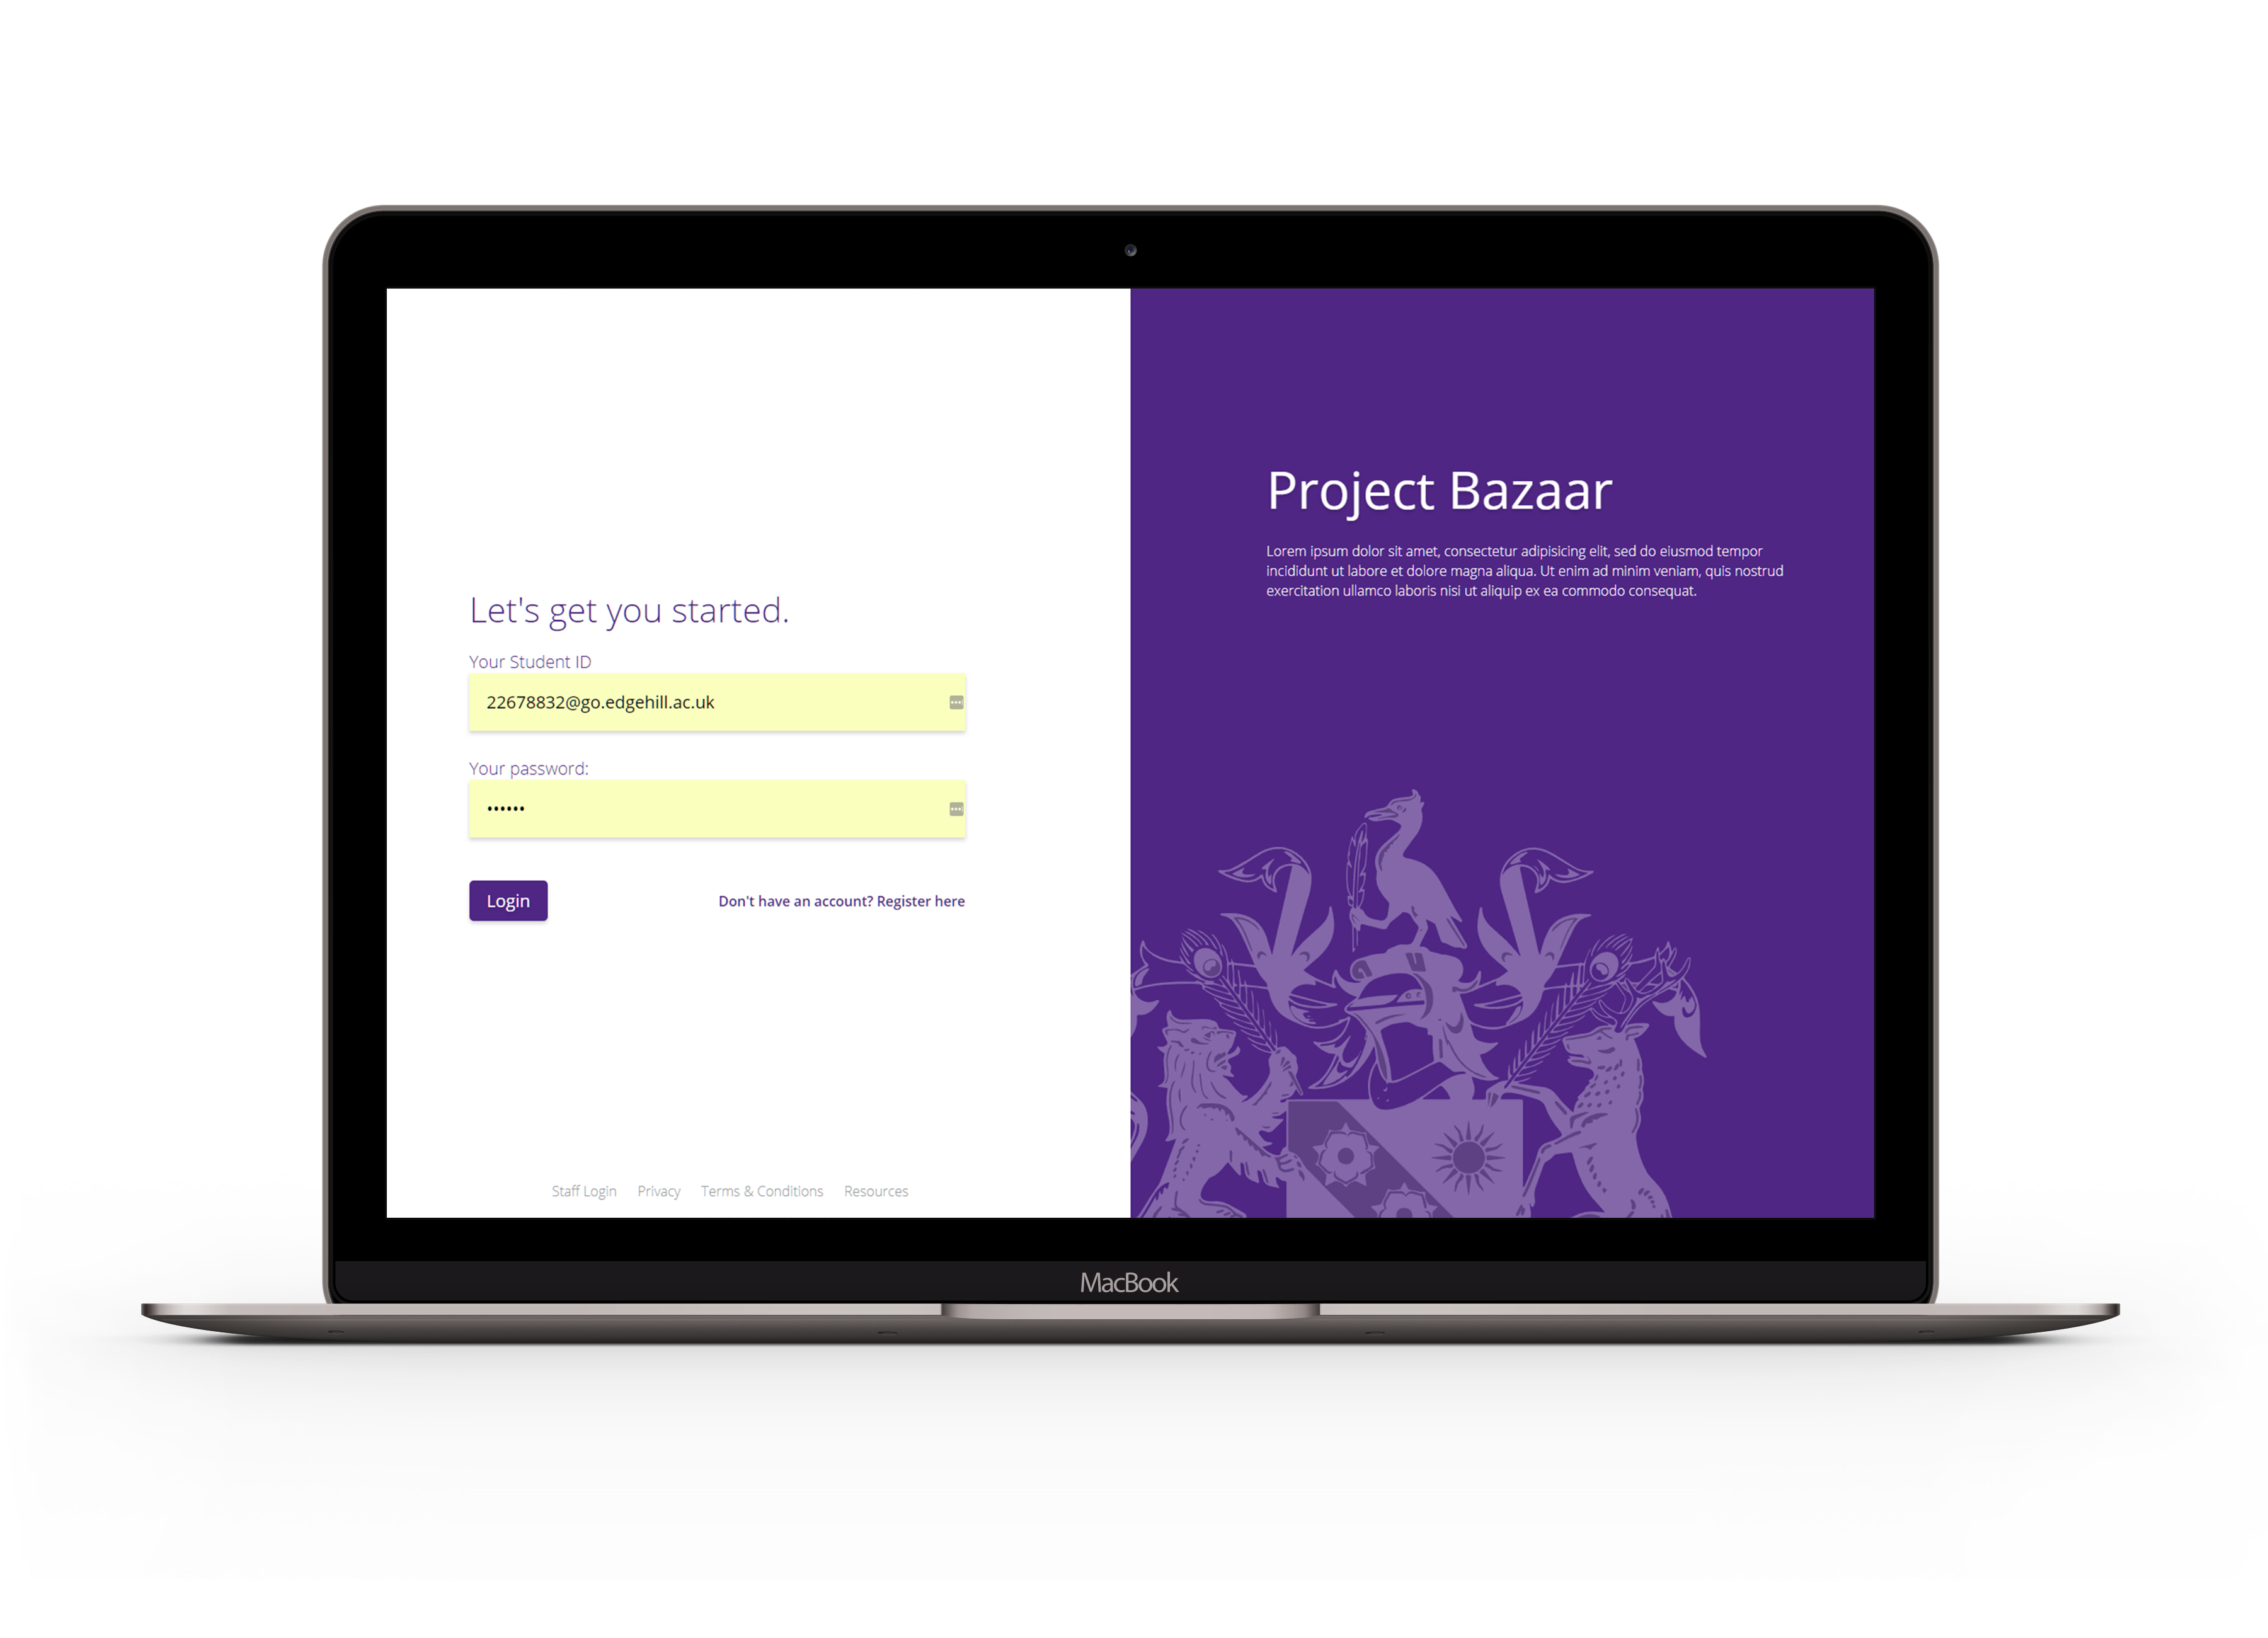 Let's get you started.
Your Student ID
22678832@go.edgehill.ac.uk
Your password:
••••••
Login
Don't have an account? Register here
Staff Login Privacy Terms & Conditions Resources
Project Bazaar
Lorem ipsum dolor sit amet, consectetur adipisicing elit, sed do eiusmod tempor
incididunt ut labore et dolore magna aliqua. Ut enim ad minim veniam, quis nostrud
exercitation ullamco laboris nisi ut aliquip ex ea commodo consequat.
MacBook